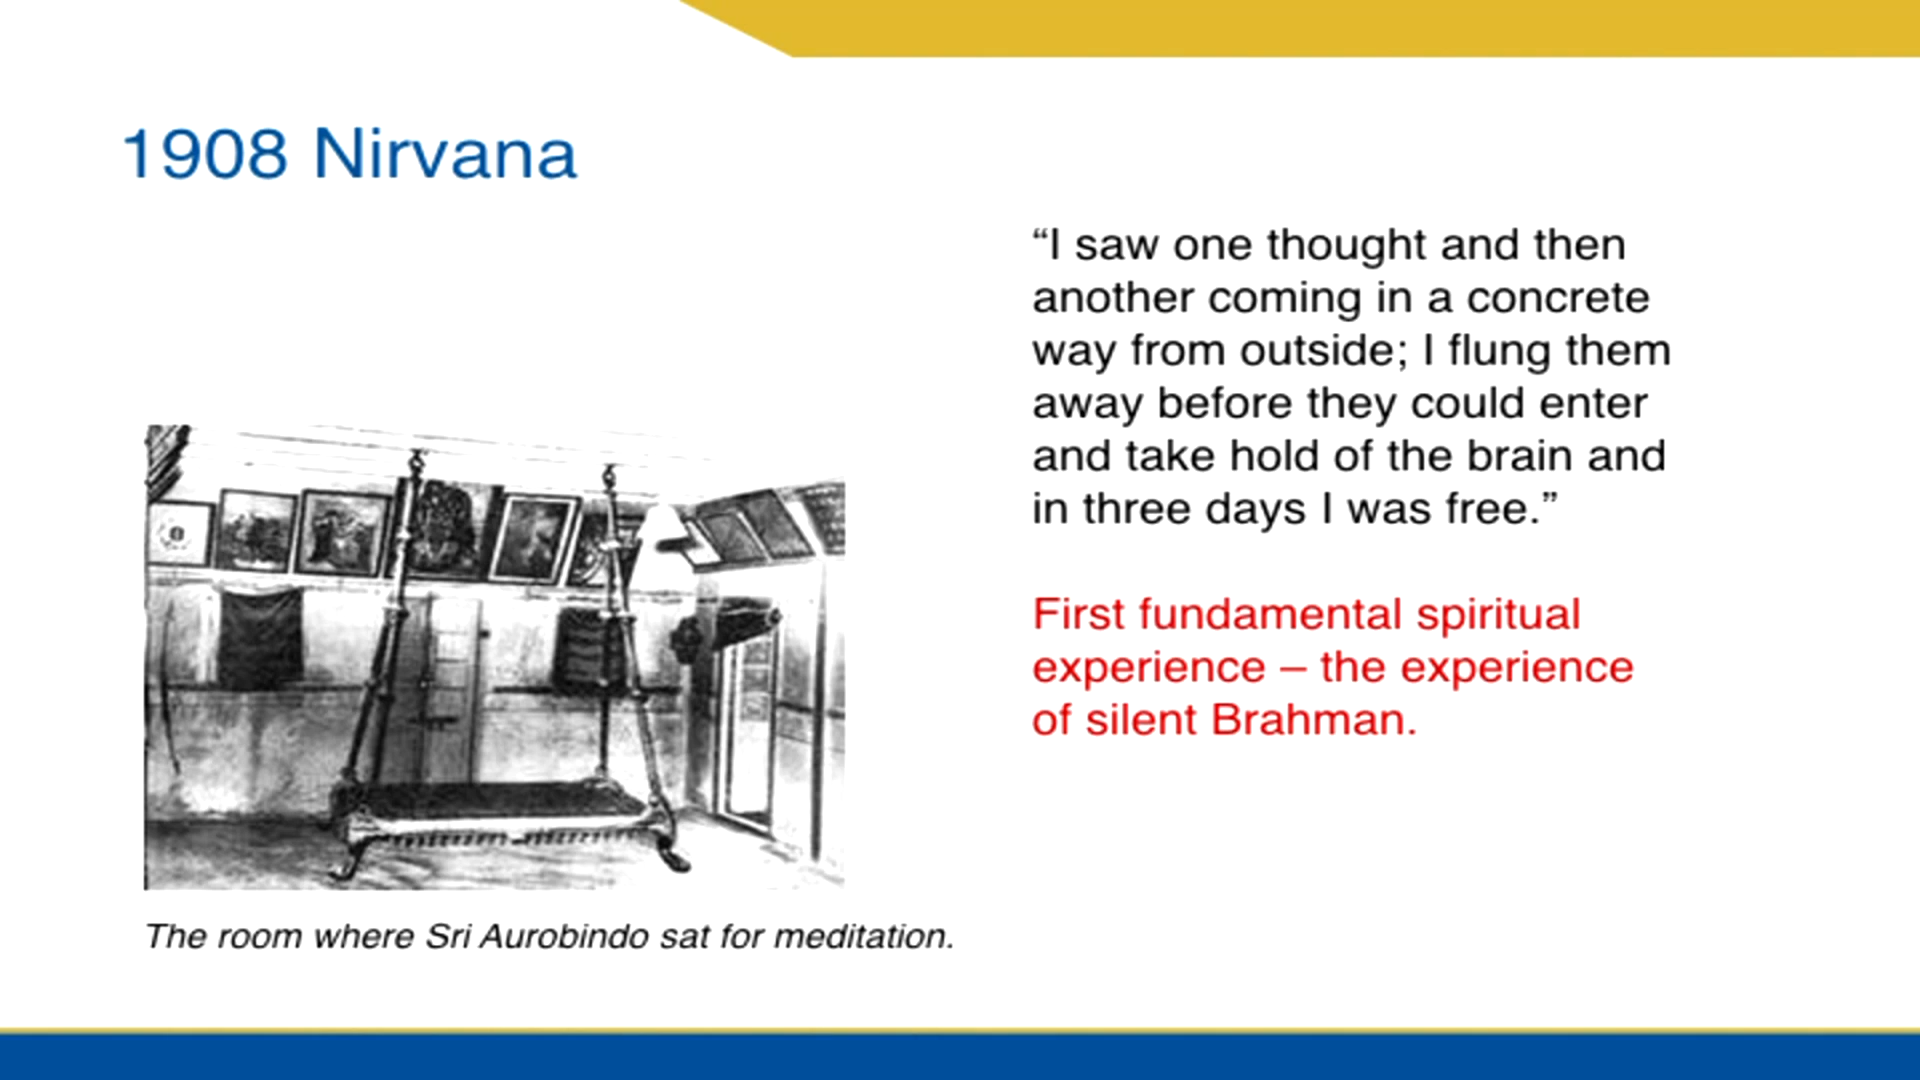 1908 Nirvana
“I saw one thought and then
another coming in a concrete
way from outside; I flung them
away before they could enter
and take hold of the brain and
in three days I was free.”
First fundamental spiritual
experience – the experience
of silent Brahman.
The room where Sri Aurobindo sat for meditation.